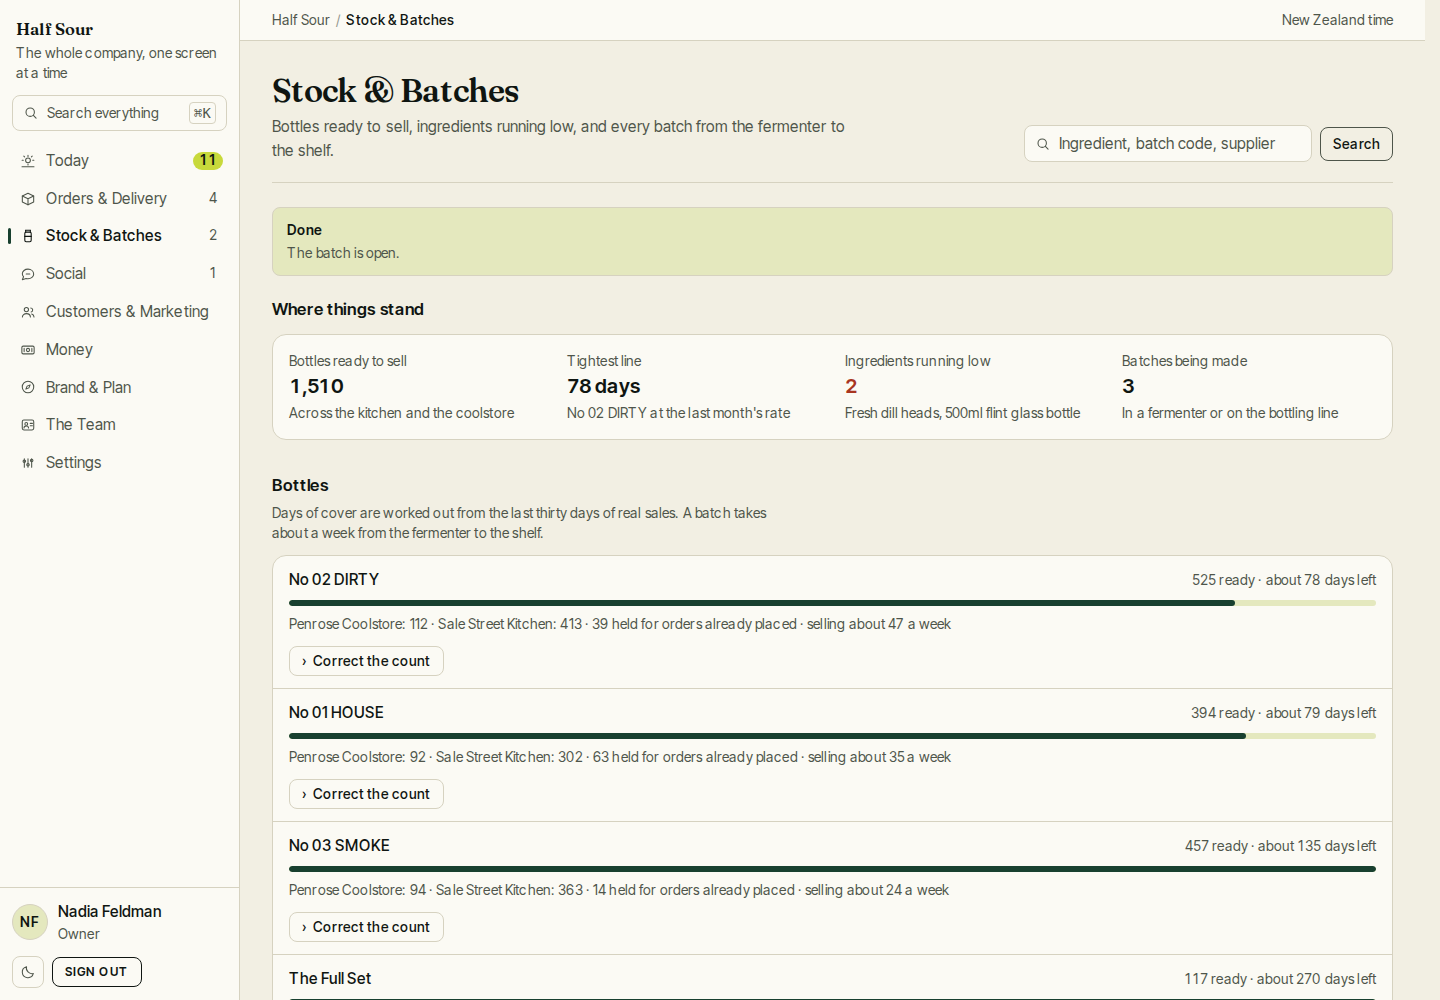 Half Sour
The whole company, one screen
at a time
Search everything
⌘K
Today
11
Orders & Delivery
4
Stock & Batches
2
Social
1
Customers & Marketing
Money
Brand & Plan
The Team
Settings
NF
Nadia Feldman
Owner
SIGN OUT
Half Sour / Stock & Batches
New Zealand time
Stock & Batches
Bottles ready to sell, ingredients running low, and every batch from the fermenter to
the shelf.
Ingredient, batch code, supplier
Search
Done
The batch is open.
Where things stand
Bottles ready to sell
1,510
Across the kitchen and the coolstore
Tightest line
78 days
No 02 DIRTY at the last month's rate
Ingredients running low
2
Fresh dill heads, 500ml flint glass bottle
Batches being made
3
In a fermenter or on the bottling line
Bottles
Days of cover are worked out from the last thirty days of real sales. A batch takes
about a week from the fermenter to the shelf.
No 02 DIRTY
525 ready · about 78 days left
Penrose Coolstore: 112 · Sale Street Kitchen: 413 · 39 held for orders already placed · selling about 47 a week
› Correct the count
No 01 HOUSE
394 ready · about 79 days left
Penrose Coolstore: 92 · Sale Street Kitchen: 302 · 63 held for orders already placed · selling about 35 a week
› Correct the count
No 03 SMOKE
457 ready · about 135 days left
Penrose Coolstore: 94 · Sale Street Kitchen: 363 · 14 held for orders already placed · selling about 24 a week
› Correct the count
The Full Set
117 ready · about 270 days left